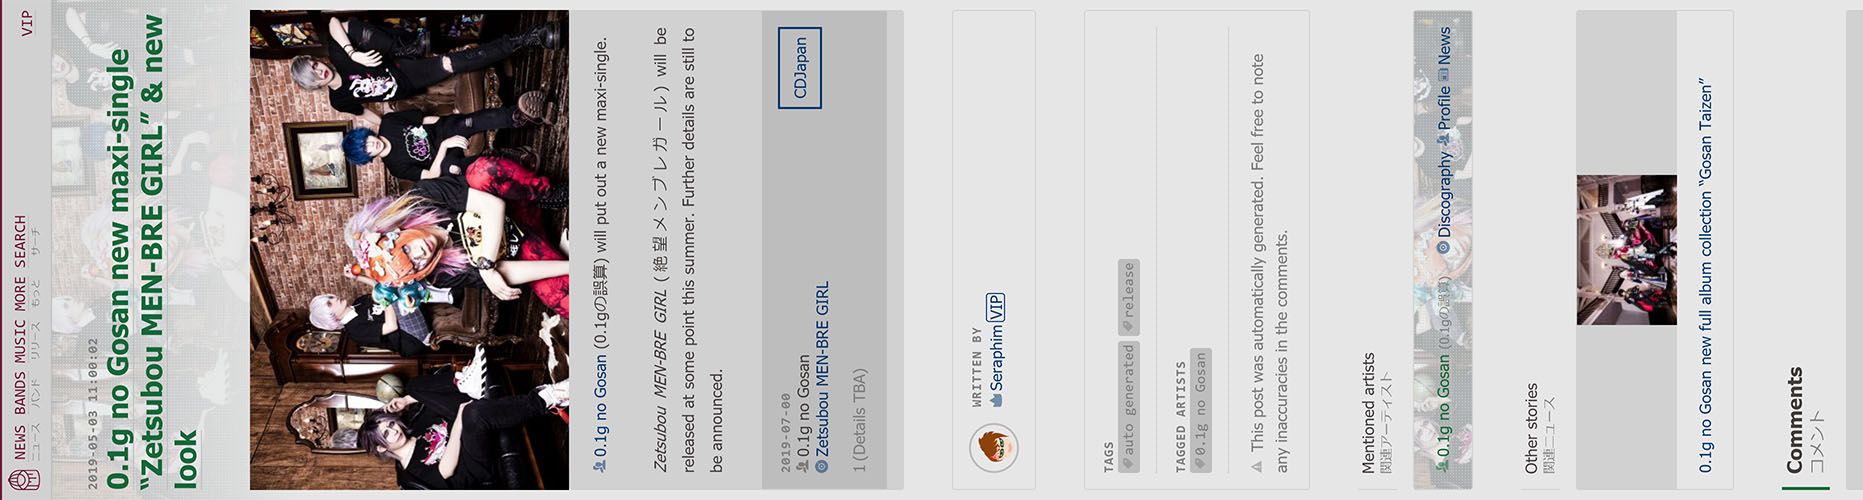 NEWS BANDS MUSIC MORE SEARCH VIP
ニュース バンド リリース もっと サーチ
2019-05-03 11:00:02
0.1g no Gosan new maxi-single
“Zetsubou MEN-BRE GIRL” & new
look
0.1g no Gosan (0.1gの誤算) will put out a new maxi-single.
Zetsubou MEN-BRE GIRL (絶望メンブレガール) will be
released at some point this summer. Further details are still to
be announced.
2019-07-00
0.1g no Gosan
Zetsubou MEN-BRE GIRL
1 (Details TBA)
CDJapan
WRITTEN BY
Seraphim VIP
TAGS
auto generated release
TAGGED ARTISTS
0.1g no Gosan
This post was automatically generated. Feel free to note
any inaccuracies in the comments.
Mentioned artists
関連アーティスト
0.1g no Gosan (0.1gの誤算) Discography Profile News
Other stories
関連ニュース
0.1g no Gosan new full album collection “Gosan Taizen”
Comments
コメント